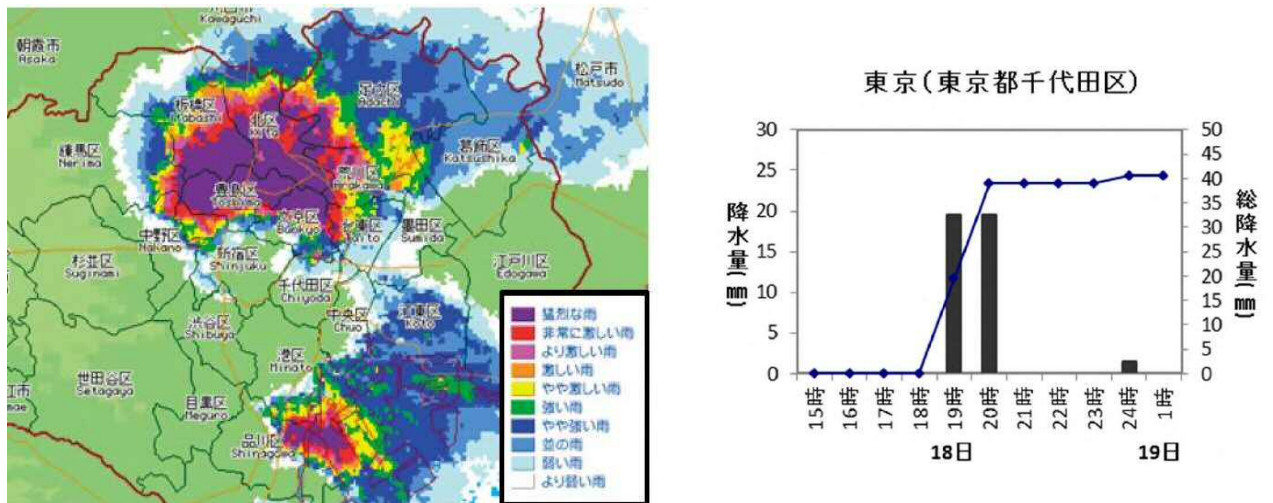 川口市
Kawaguchi
朝霞市
Asaka
松戸市
Matsudo
足立区
Adachi
板橋区
Itabashi
北区
Kita
練馬区
Nerima
葛飾区
Katsushika
荒川区
Arakawa
豊島区
Toshima
文京区
Bunkyo
台東区
Taito
墨田区
Sumida
中野区
Nakano
新宿区
Shinjuku
杉並区
Suginami
江戸川区
Edogawa
千代田区
Chiyoda
中央区
Chuo
江東区
Koto
渋谷区
Shibuya
港区
Minato
世田谷区
Setagaya
目黒区
Meguro
品川区
Shinagawa
猛烈な雨
非常に激しい雨
より激しい雨
激しい雨
やや激しい雨
強い雨
やや強い雨
並の雨
弱い雨
より弱い雨
東京(東京都千代田区)
降水量(㎜)
30
25
20
15
10
5
0
50
45
40
35
30
25
20
15
10
5
0
総降水量(㎜)
15時
16時
17時
18時
19時
20時
21時
22時
23時
24時
1時
18日
19日